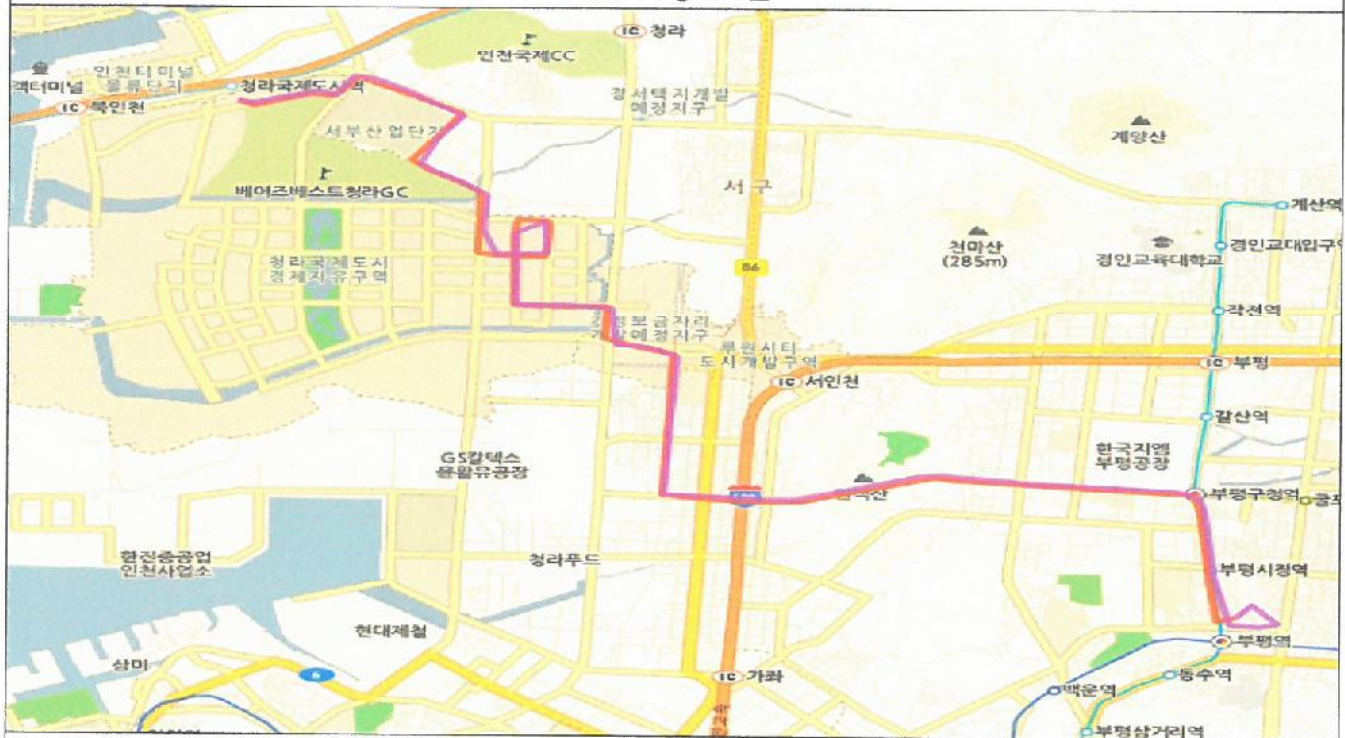 IC 청라
인천국제CC
인천터미널
물류단지
객터미널
청라국제도시역
IC 북인천
경서택지개발
예정지구
서부산업단지
계양산
베어즈베스트청라GC
서구
계산역
천마산
(285m)
경인교육대학교
경인교대입구
청라국제도시
경제자유구역
작전역
루원시티
도시개발구역
IC 서인천
IC 부평
갈산역
GS칼텍스
윤활유공장
한국지엠
부평공장
부평구청역
한진중공업
인천사업소
청라푸드
부평시장역
현대제철
삼미
6
IC 가좌
부평역
동수역
백운역
부평삼거리역